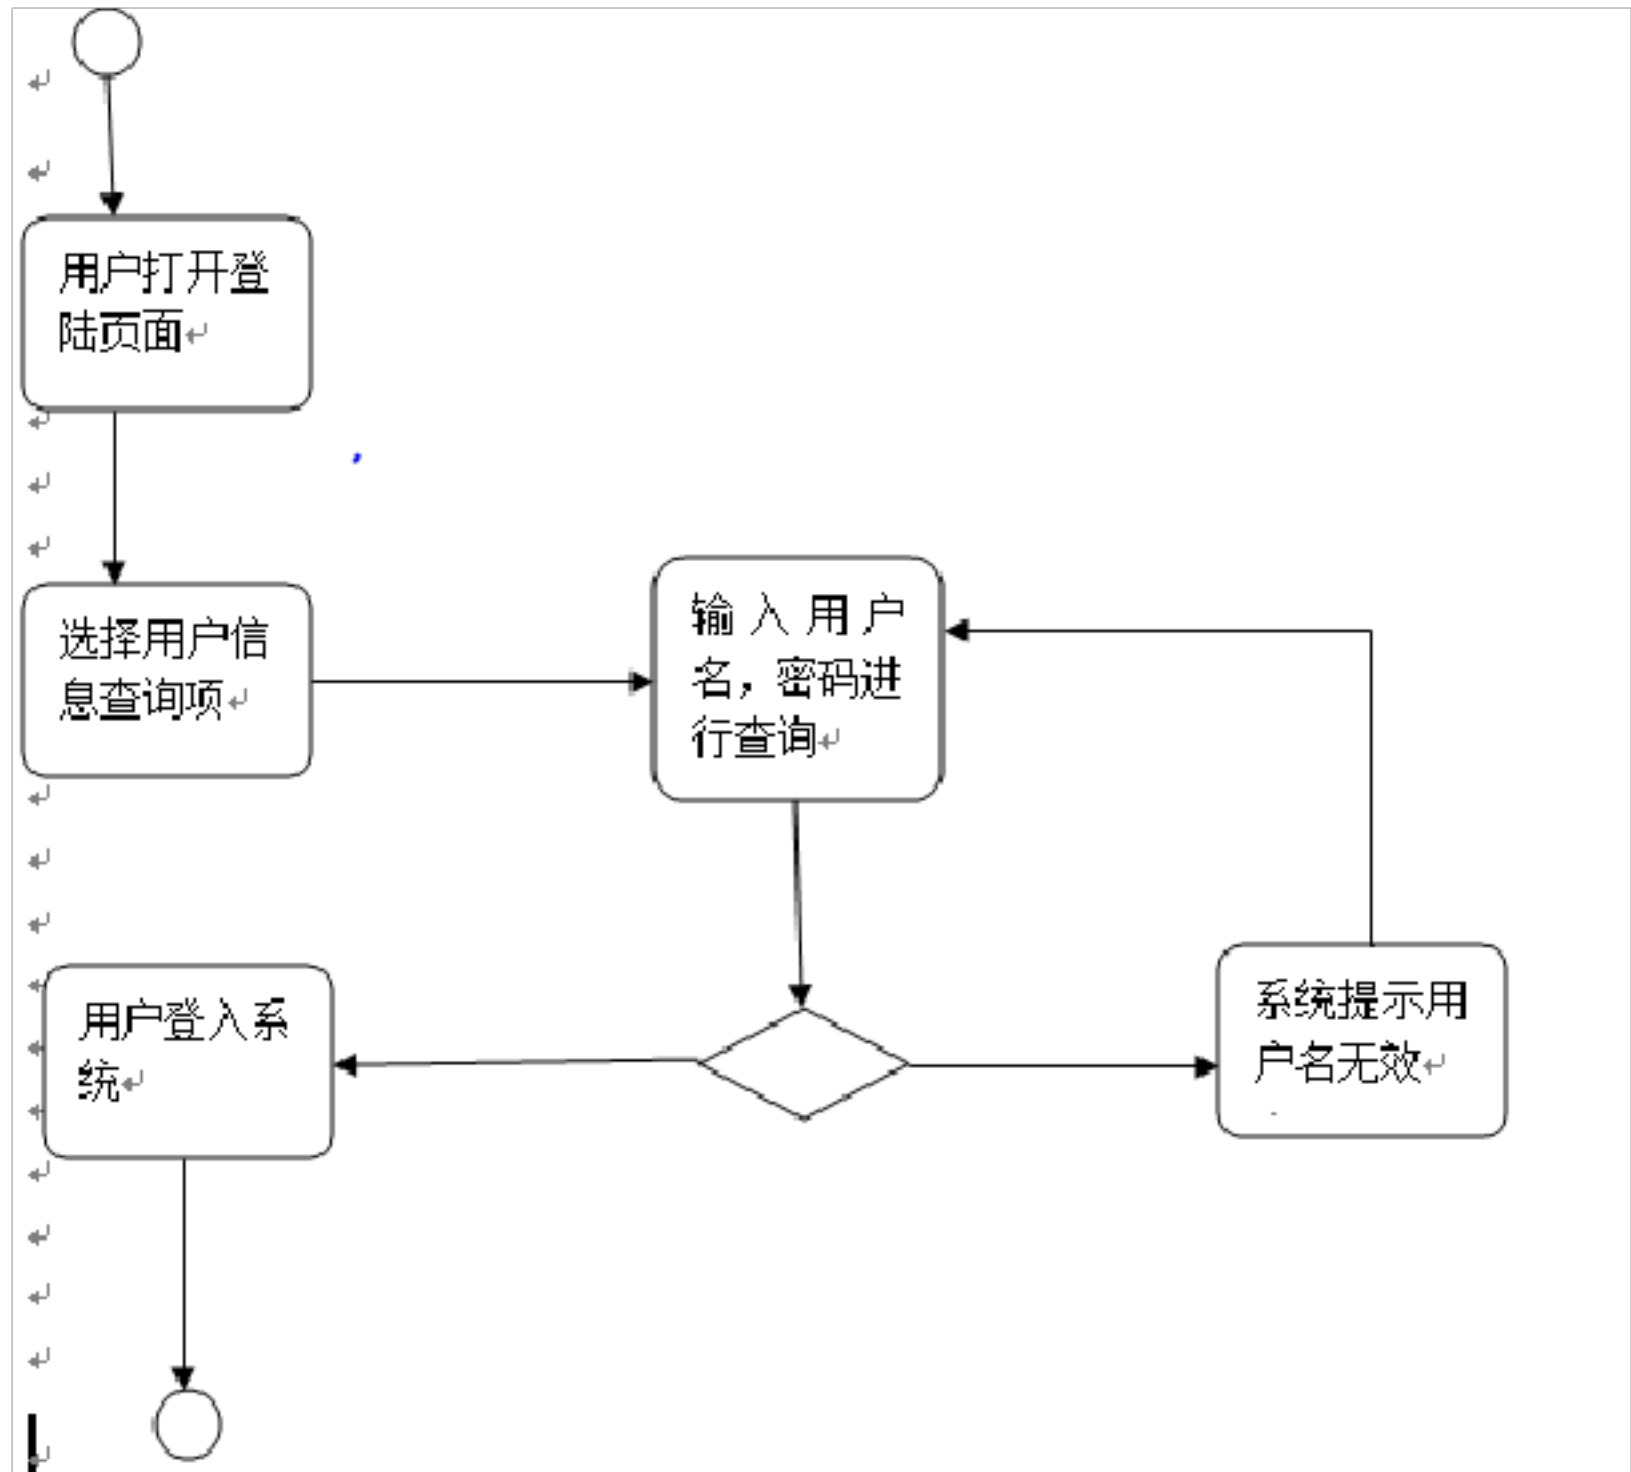 用户打开登
陆页面
选择用户信
息查询项
输入用户
名，密码进
行查询
用户登入系
统
系统提示用
户名无效